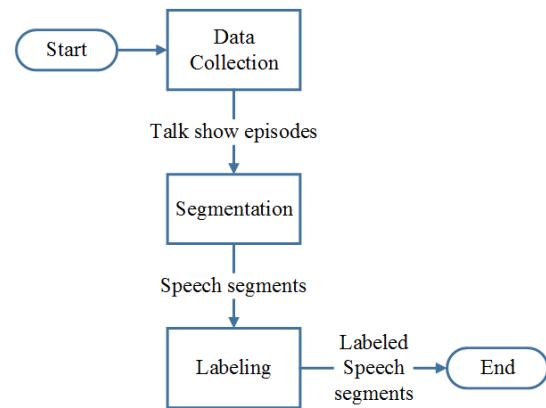 Start
Data
Collection
Talk show episodes
Segmentation
Speech segments
Labeling
Labeled
Speech
segments
End